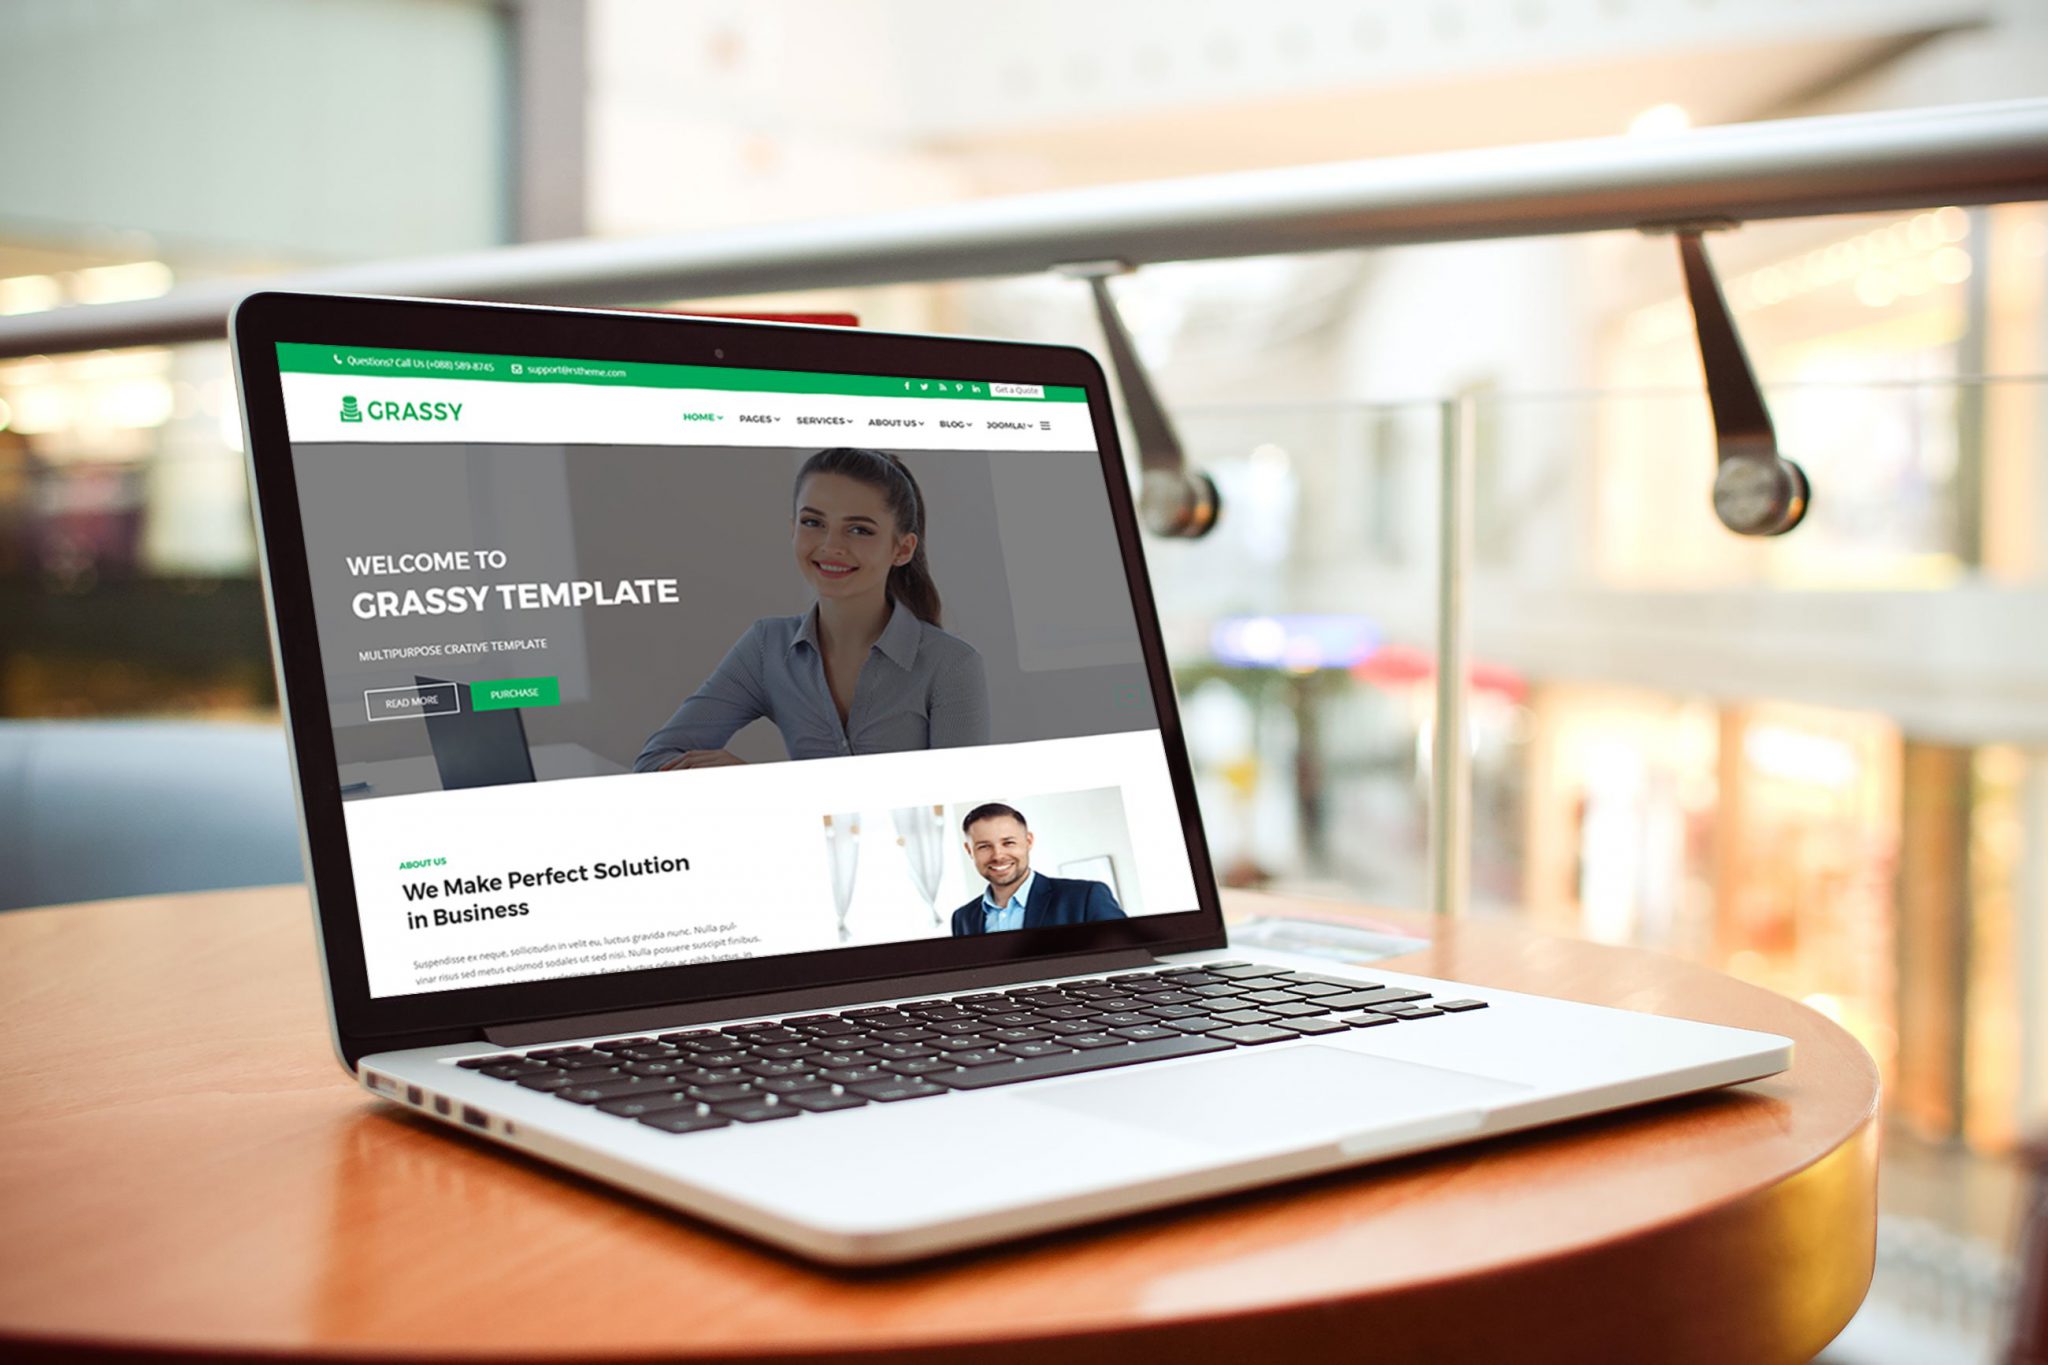 Questions? Call Us (+088) 589-8745 support@rstheme.com
Get a Quote
GRASSY
HOME PAGES SERVICES ABOUT US BLOG JOOMLA!
WELCOME TO
GRASSY TEMPLATE
MULTIPURPOSE CRATIVE TEMPLATE
READ MORE PURCHASE
ABOUT US
We Make Perfect Solution
in Business
Suspendisse ex neque, sollicitudin in velit eu, luctus gravida nunc. Nulla pul-
vinar risus sed metus euismod sodales ut sed nisi. Nulla posuere suscipit finibus.